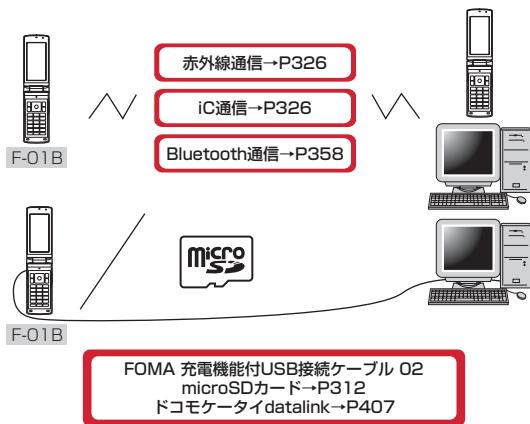 赤外線通信→P326
iC通信→P326
Bluetooth通信→P358
F-01B
micro
SD
F-01B
FOMA 充電機能付USB接続ケーブル 02
microSDカード→P312
ドコモケータイdatalink→P407